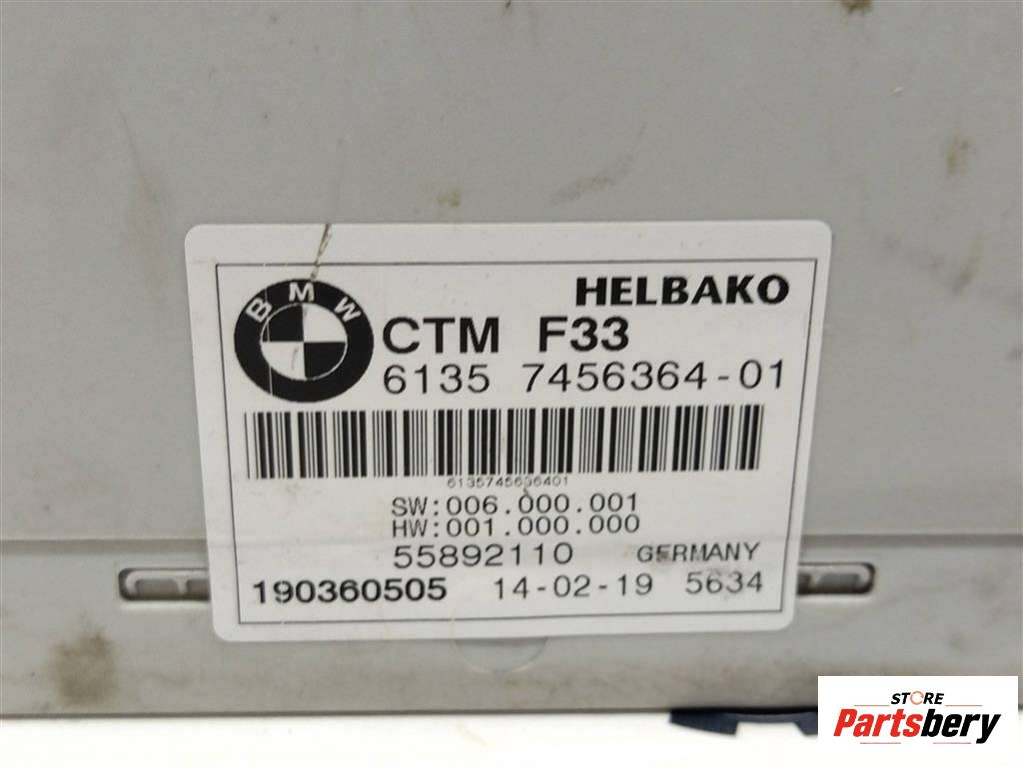 BMW
HELBAKO
CTM F33
6135 7456364-01
6135745636401
SW:006.000.001
HW:001.000.000
55892110 GERMANY
190360505 14-02-19 5634
STORE
Partsbery